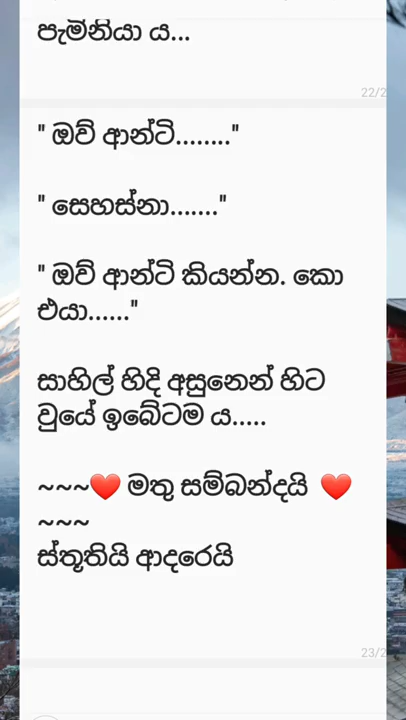 පැමිනියා ය...
22/2
" ඔව් ආන්ටි........"
" සෙහස්නා......."
" ඔව් ආන්ටි කියන්න. කො
එයා......"
සාහිල් හිදි අසුනෙන් හිට
වුයේ ඉබේටම ය.....
~~~❤️ මතු සම්බන්දයි ❤️
~~~
ස්තූතියි ආදරෙයි
23/2